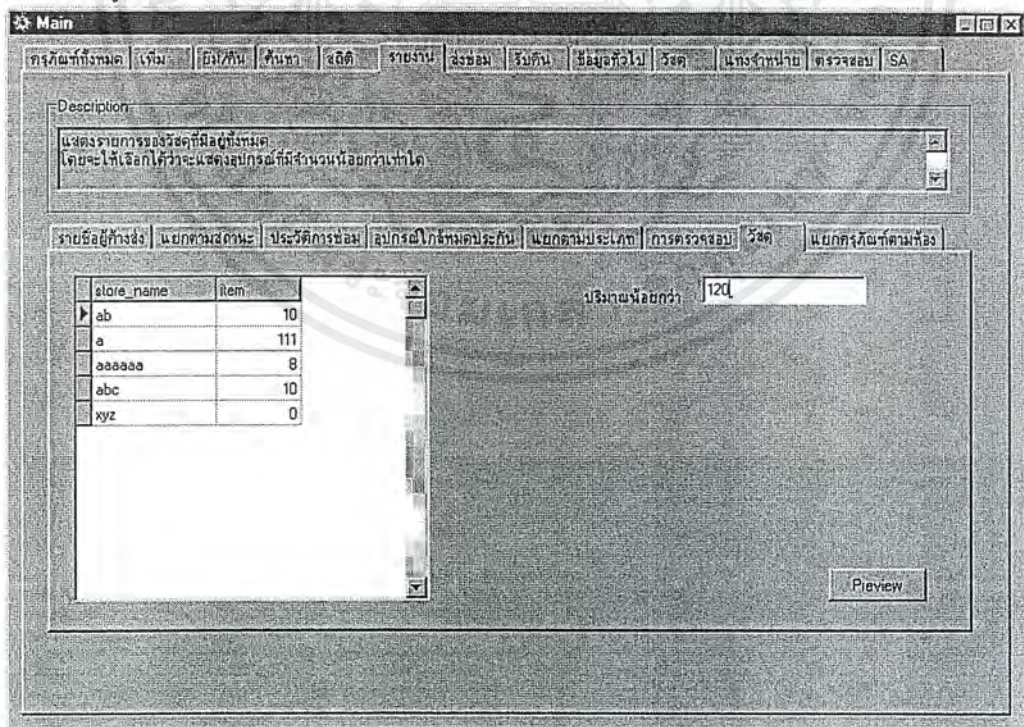 Main
ครุภัณฑ์ทั้งหมด เพิ่ม ยืม/คืน ค้นหา สถิติ รายงาน ส่งซ่อม รับคืน ข้อมูลทั่วไป วัสดุ แทงจำหน่าย ตรวจสอบ SA
Description
แสดงรายการของวัสดุที่มีอยู่ทั้งหมด
โดยจะให้เลือกได้ว่าจะแสดงอุปกรณ์ที่มีจำนวนน้อยกว่าเท่าใด
รายชื่อผู้ค้างส่ง แยกตามสถานะ ประวัติการซ่อม อุปกรณ์ใกล้หมดประกัน แยกตามประเภท การตรวจสอบ วัสดุ แยกครุภัณฑ์ตามห้อง
store_name item
ab 10
a 111
aaaaaa 8
abc 10
xyz 0
ปริมาณน้อยกว่า 120
Preview